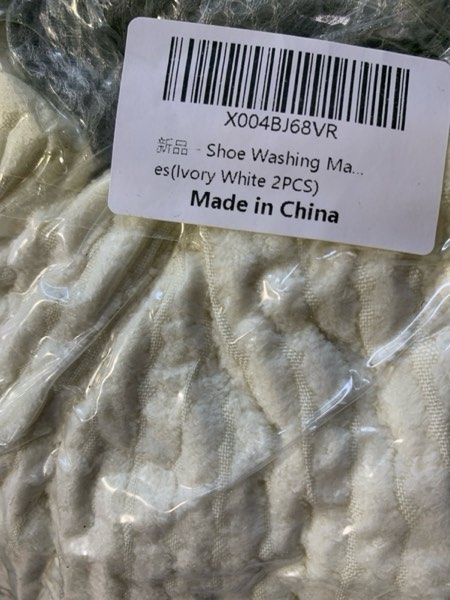 X004BJ68VR
新品 - Shoe Washing Ma...
es(Ivory White 2PCS)
Made in China